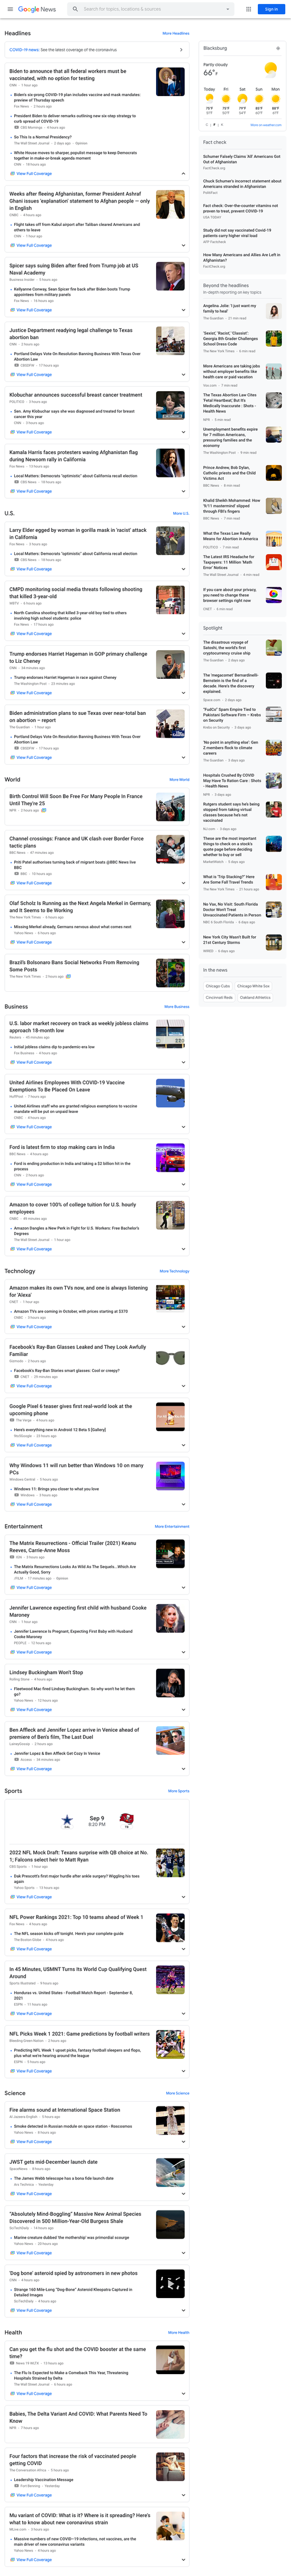 Google News
Search for topics, locations & sources
Sign in
Headlines
More Headlines
COVID-19 news: See the latest coverage of the coronavirus
Biden to announce that all federal workers must be
vaccinated, with no option for testing
CNN · 1 hour ago
Biden's six-prong COVID-19 plan includes vaccine and mask mandates:
preview of Thursday speech
President Biden to deliver remarks outlining new six-step strategy to
curb spread of COVID-19
Is So This is a Normal Presidency?
White House moves to sharper, populist message to keep Democrats
together in make-or-break agenda moment
View Full Coverage
Weeks after fleeing Afghanistan, former President Ashraf
Ghani issues 'explanation' statement to Afghan people — only
in English
Flight takes off from Kabul airport after Taliban cleared Americans and
others to leave
View Full Coverage
Spicer says suing Biden after fired from Trump job at US
Naval Academy
Kellyanne Conway, Sean Spicer fire back after Biden boots Trump
appointees from military panels
View Full Coverage
Justice Department readying legal challenge to Texas
abortion ban
Portland Delays Vote On Resolution Banning Business With Texas Over
Abortion Law
View Full Coverage
Klobuchar announces successful breast cancer treatment
Sen. Amy Klobuchar says she was diagnosed and treated for breast
cancer this year
View Full Coverage
Kamala Harris faces protesters waving Afghanistan flag
during Newsom rally in California
Local Matters: Democrats "optimistic" about California recall election
View Full Coverage
U.S.
More U.S.
Larry Elder egged by woman in gorilla mask in 'racist' attack
in California
Local Matters: Democrats "optimistic" about California recall election
View Full Coverage
CMPD monitoring social media threats following shooting
that killed 3-year-old
North Carolina shooting that killed 3-year-old boy tied to others
involving high school students: police
View Full Coverage
Trump endorses Harriet Hageman in GOP primary challenge
to Liz Cheney
Trump endorses Harriet Hageman in race against Cheney
View Full Coverage
Biden administration plans to sue Texas over near-total ban
on abortion – report
Portland Delays Vote On Resolution Banning Business With Texas Over
Abortion Law
View Full Coverage
World
More World
Birth Control Will Soon Be Free For Many People In France
Until They're 25
Channel crossings: France and UK clash over Border Force
tactic plans
Priti Patel authorises turning back of migrant boats @BBC News live
BBC
View Full Coverage
Olaf Scholz Is Running as the Next Angela Merkel in Germany,
and It Seems to Be Working
Missing Merkel already, Germans nervous about what comes next
View Full Coverage
Brazil's Bolsonaro Bans Social Networks From Removing
Some Posts
Business
More Business
U.S. labor market recovery on track as weekly jobless claims
approach 18-month low
Initial jobless claims dip to pandemic era low
View Full Coverage
United Airlines Employees With COVID-19 Vaccine
Exemptions To Be Placed On Leave
United Airlines staff who are granted religious exemptions to vaccine
mandate will be put on unpaid leave
View Full Coverage
Ford is latest firm to stop making cars in India
Ford is ending production in India and taking a $2 billion hit in the
process
View Full Coverage
Amazon to cover 100% of college tuition for U.S. hourly
employees
Amazon Dangles a New Perk in Fight for U.S. Workers: Free Bachelor's
Degrees
View Full Coverage
Technology
More Technology
Amazon makes its own TVs now, and one is always listening
for 'Alexa'
Amazon TVs are coming in October, with prices starting at $370
View Full Coverage
Facebook's Ray-Ban Glasses Leaked and They Look Awfully
Familiar
Facebook's Ray-Ban Stories smart glasses: Cool or creepy?
View Full Coverage
Google Pixel 6 teaser gives first real-world look at the
upcoming phone
Here's everything new in Android 12 Beta 5 [Gallery]
View Full Coverage
Why Windows 11 will run better than Windows 10 on many
PCs
Windows 11: Brings you closer to what you love
View Full Coverage
Entertainment
More Entertainment
The Matrix Resurrections - Official Trailer (2021) Keanu
Reeves, Carrie-Anne Moss
The Matrix Resurrections Looks As Wild As The Sequels...Which Are
Actually Good, Sorry
View Full Coverage
Jennifer Lawrence expecting first child with husband Cooke
Maroney
Jennifer Lawrence Is Pregnant, Expecting First Baby with Husband
Cooke Maroney
View Full Coverage
Lindsey Buckingham Won't Stop
Fleetwood Mac fired Lindsey Buckingham. So why won't he let them
go?
View Full Coverage
Ben Affleck and Jennifer Lopez arrive in Venice ahead of
premiere of Ben's film, The Last Duel
Jennifer Lopez & Ben Affleck Get Cozy In Venice
View Full Coverage
Sports
More Sports
Sep 9
8:20 PM
2022 NFL Mock Draft: Texans surprise with QB choice at No.
1; Falcons select heir to Matt Ryan
Dak Prescott's first major hurdle after ankle surgery? Wiggling his toes
again
View Full Coverage
NFL Power Rankings 2021: Top 10 teams ahead of Week 1
The NFL season kicks off tonight. Here's your complete guide
View Full Coverage
In 45 Minutes, USMNT Turns Its World Cup Qualifying Quest
Around
Honduras vs. United States - Football Match Report - September 8,
2021
View Full Coverage
NFL Picks Week 1 2021: Game predictions by football writers
Predicting NFL Week 1 upset picks, fantasy football sleepers and flops,
plus what we're hearing around the league
View Full Coverage
Science
More Science
Fire alarms sound at International Space Station
Smoke detected in Russian module on space station - Roscosmos
View Full Coverage
JWST gets mid-December launch date
The James Webb telescope has a bona fide launch date
View Full Coverage
"Absolutely Mind-Boggling" Massive New Animal Species
Discovered in 500 Million-Year-Old Burgess Shale
Marine creature dubbed 'the mothership' was primordial scourge
View Full Coverage
'Dog bone' asteroid spied by astronomers in new photos
Strange 160 Mile-Long "Dog-Bone" Asteroid Kleopatra Captured in
Detailed Images
View Full Coverage
Health
More Health
Can you get the flu shot and the COVID booster at the same
time?
The Flu Is Expected to Make a Comeback This Year, Threatening
Hospitals Strained by Delta
View Full Coverage
Babies, The Delta Variant And COVID: What Parents Need To
Know
Four factors that increase the risk of vaccinated people
getting COVID
Leadership Vaccination Message
View Full Coverage
Mu variant of COVID: What is it? Where is it spreading? Here's
what to know about new coronavirus strain
Massive numbers of new COVID–19 infections, not vaccines, are the
main driver of new coronavirus variants
View Full Coverage
Blacksburg
Partly cloudy
66°F
Today Fri Sat Sun Mon
More on weather.com
Fact check
Schumer Falsely Claims 'All' Americans Got
Out of Afghanistan
Chuck Schumer's incorrect statement about
Americans stranded in Afghanistan
Fact check: Over-the-counter vitamins not
proven to treat, prevent COVID-19
Study did not say vaccinated Covid-19
patients carry higher viral load
How Many Americans and Allies Are Left in
Afghanistan?
Beyond the headlines
In-depth reporting on key topics
Angelina Jolie: 'I just want my
family to heal'
'Sexist,' 'Racist,' 'Classist':
Georgia 8th Grader Challenges
School Dress Code
More Americans are taking jobs
without employer benefits like
health care or paid vacation
The Texas Abortion Law Cites
'Fetal Heartbeat,' But It's
Medically Inaccurate : Shots -
Health News
Unemployment benefits expire
for 7 million Americans,
pressuring families and the
economy
Prince Andrew, Bob Dylan,
Catholic priests and the Child
Victims Act
Khalid Sheikh Mohammed: How
'9/11 mastermind' slipped
through FBI's fingers
What the Texas Law Really
Means for Abortion in America
The Latest IRS Headache for
Taxpayers: 11 Million 'Math
Error' Notices
If you care about your privacy,
you need to change these
browser settings right now
Spotlight
The disastrous voyage of
Satoshi, the world's first
cryptocurrency cruise ship
The 'megacomet' Bernardinelli-
Bernstein is the find of a
decade. Here's the discovery
explained.
"FudCo" Spam Empire Tied to
Pakistani Software Firm – Krebs
on Security
'No point in anything else': Gen
Z members flock to climate
careers
Hospitals Crushed By COVID
May Have To Ration Care : Shots
- Health News
Rutgers student says he's being
stopped from taking virtual
classes because he's not
vaccinated
These are the most important
things to check on a stock's
quote page before deciding
whether to buy or sell
What is "Trip Stacking?" Here
Are Some Fall Travel Trends
No Vax, No Visit: South Florida
Doctor Won't Treat
Unvaccinated Patients In Person
New York City Wasn't Built for
21st Century Storms
In the news
Chicago Cubs
Chicago White Sox
Cincinnati Reds
Oakland Athletics